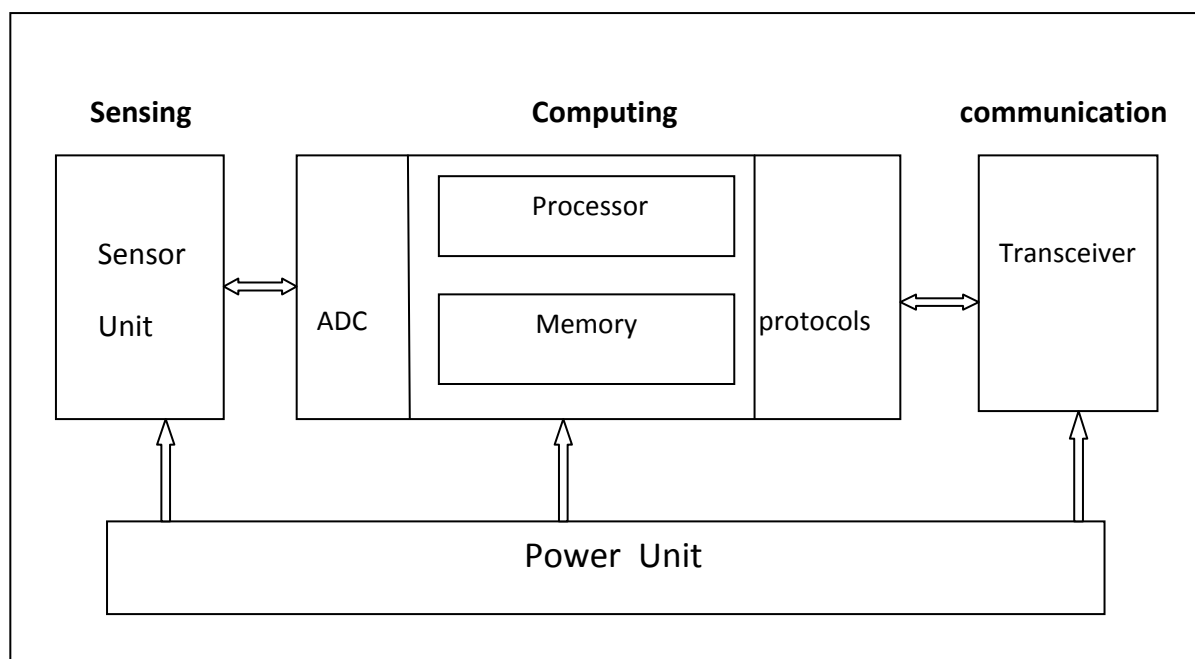 Sensing
Computing
communication
Sensor
Unit
ADC
Processor
Memory
protocols
Transceiver
Power Unit